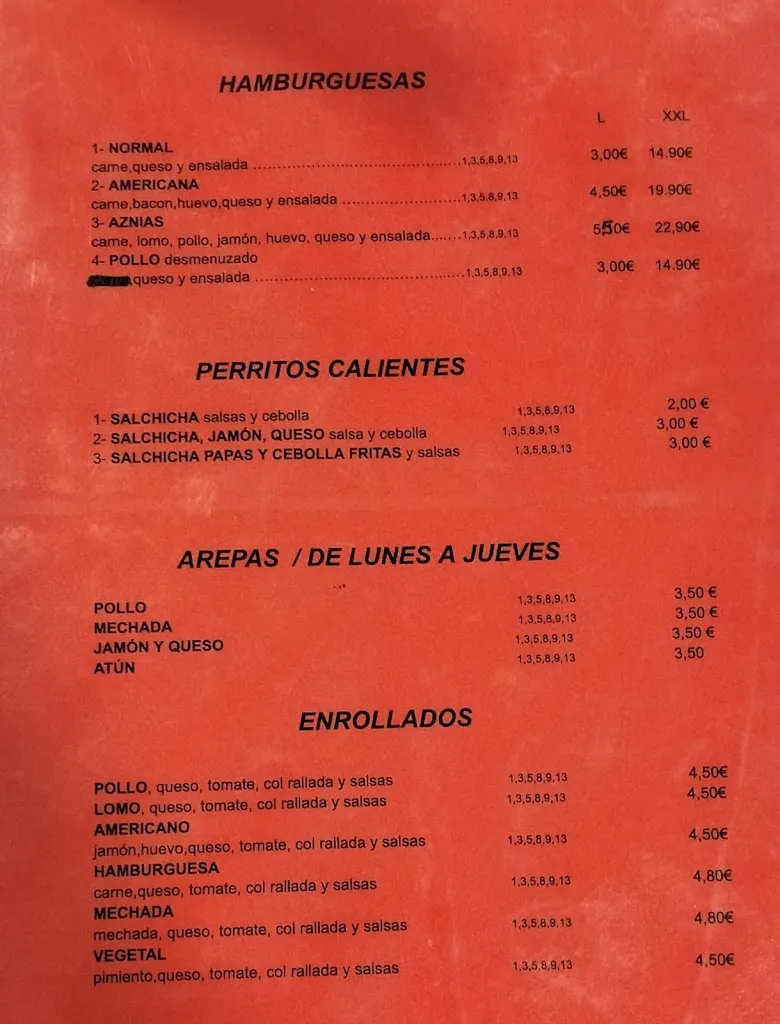 HAMBURGUESAS
L XXL
1- NORMAL
carne,queso y ensalada ........................................................1,3,5,8,9,13 3,00€ 14.90€
2- AMERICANA
carne,bacon,huevo,queso y ensalada ................................1,3,5,8,9,13 4,50€ 19.90€
3- AZNIAS
carne, lomo, pollo, jamón, huevo, queso y ensalada.......1,3,5,8,9,13 5,50€ 22,90€
4- POLLO desmenuzado
,queso y ensalada ........................................................1,3,5,8,9,13 3,00€ 14.90€
PERRITOS CALIENTES
1- SALCHICHA salsas y cebolla 1,3,5,8,9,13 2,00 €
2- SALCHICHA, JAMÓN, QUESO salsa y cebolla 1,3,5,8,9,13 3,00 €
3- SALCHICHA PAPAS Y CEBOLLA FRITAS y salsas 1,3,5,8,9,13 3,00 €
AREPAS / DE LUNES A JUEVES
POLLO 1,3,5,8,9,13 3,50 €
MECHADA 1,3,5,8,9,13 3,50 €
JAMÓN Y QUESO 1,3,5,8,9,13 3,50 €
ATÚN 1,3,5,8,9,13 3,50
ENROLLADOS
POLLO, queso, tomate, col rallada y salsas 1,3,5,8,9,13 4,50€
LOMO, queso, tomate, col rallada y salsas 1,3,5,8,9,13 4,50€
AMERICANO
jamón,huevo,queso, tomate, col rallada y salsas 1,3,5,8,9,13 4,50€
HAMBURGUESA
carne,queso, tomate, col rallada y salsas 1,3,5,8,9,13 4,80€
MECHADA
mechada, queso, tomate, col rallada y salsas 1,3,5,8,9,13 4,80€
VEGETAL
pimiento,queso, tomate, col rallada y salsas 1,3,5,8,9,13 4,50€